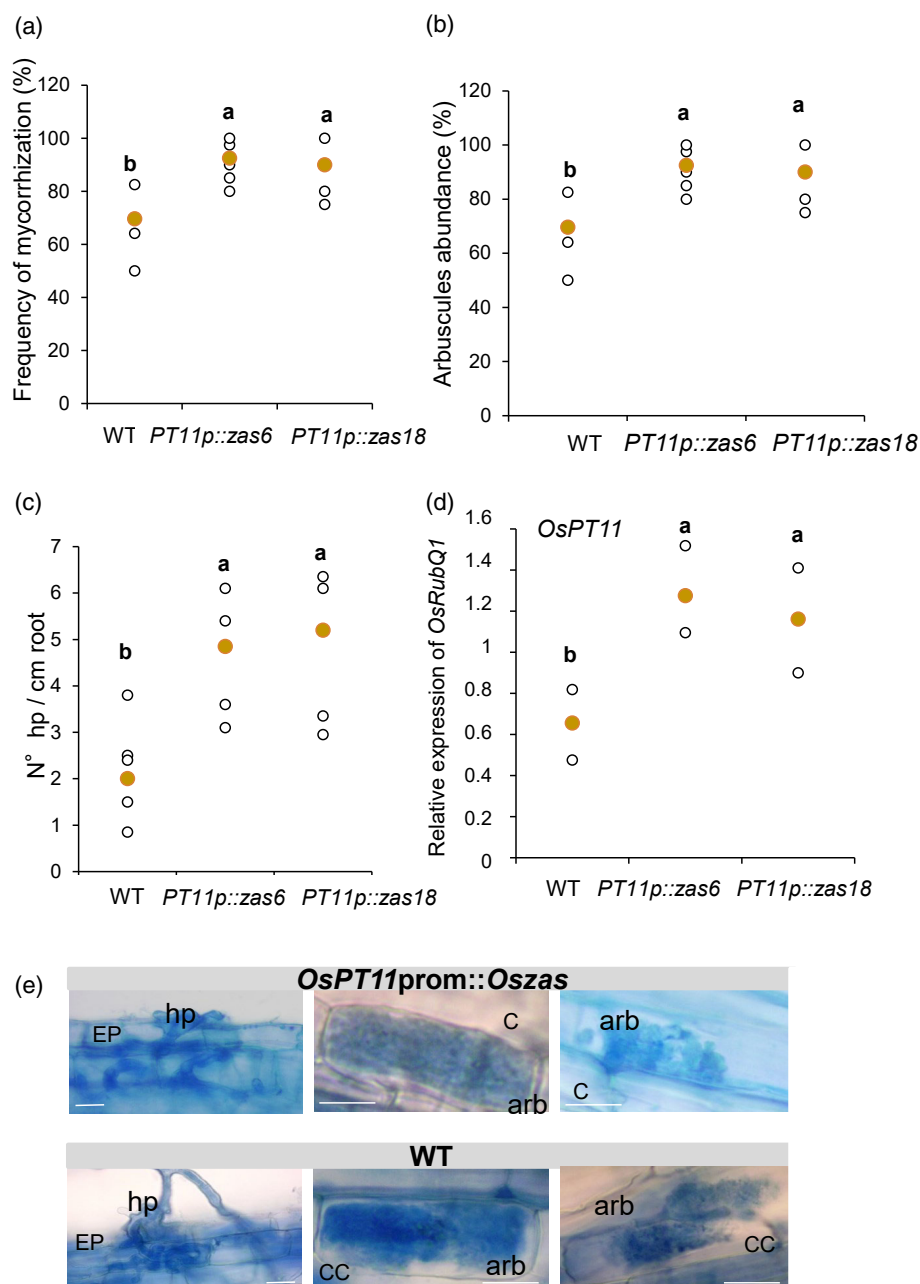 (a)
Frequency of mycorrhization (%)
120
100
80
60
40
20
0
b
a
a
WT
PT11p::zas6
PT11p::zas18
(b)
Arbuscules abundance (%)
120
100
80
60
40
20
0
b
a
a
WT
PT11p::zas6
PT11p::zas18
(c)
N° hp / cm root
7
6
5
4
3
2
1
0
b
a
a
WT
PT11p::zas6
PT11p::zas18
(d)
Relative expression of OsRubQ1
1.6
1.4
1.2
1
0.8
0.6
0.4
0.2
0
OsPT11
b
a
a
WT
PT11p::zas6
PT11p::zas18
(e)
OsPT11prom::Oszas
EP
hp
C
arb
arb
C
WT
hp
EP
CC
arb
arb
CC